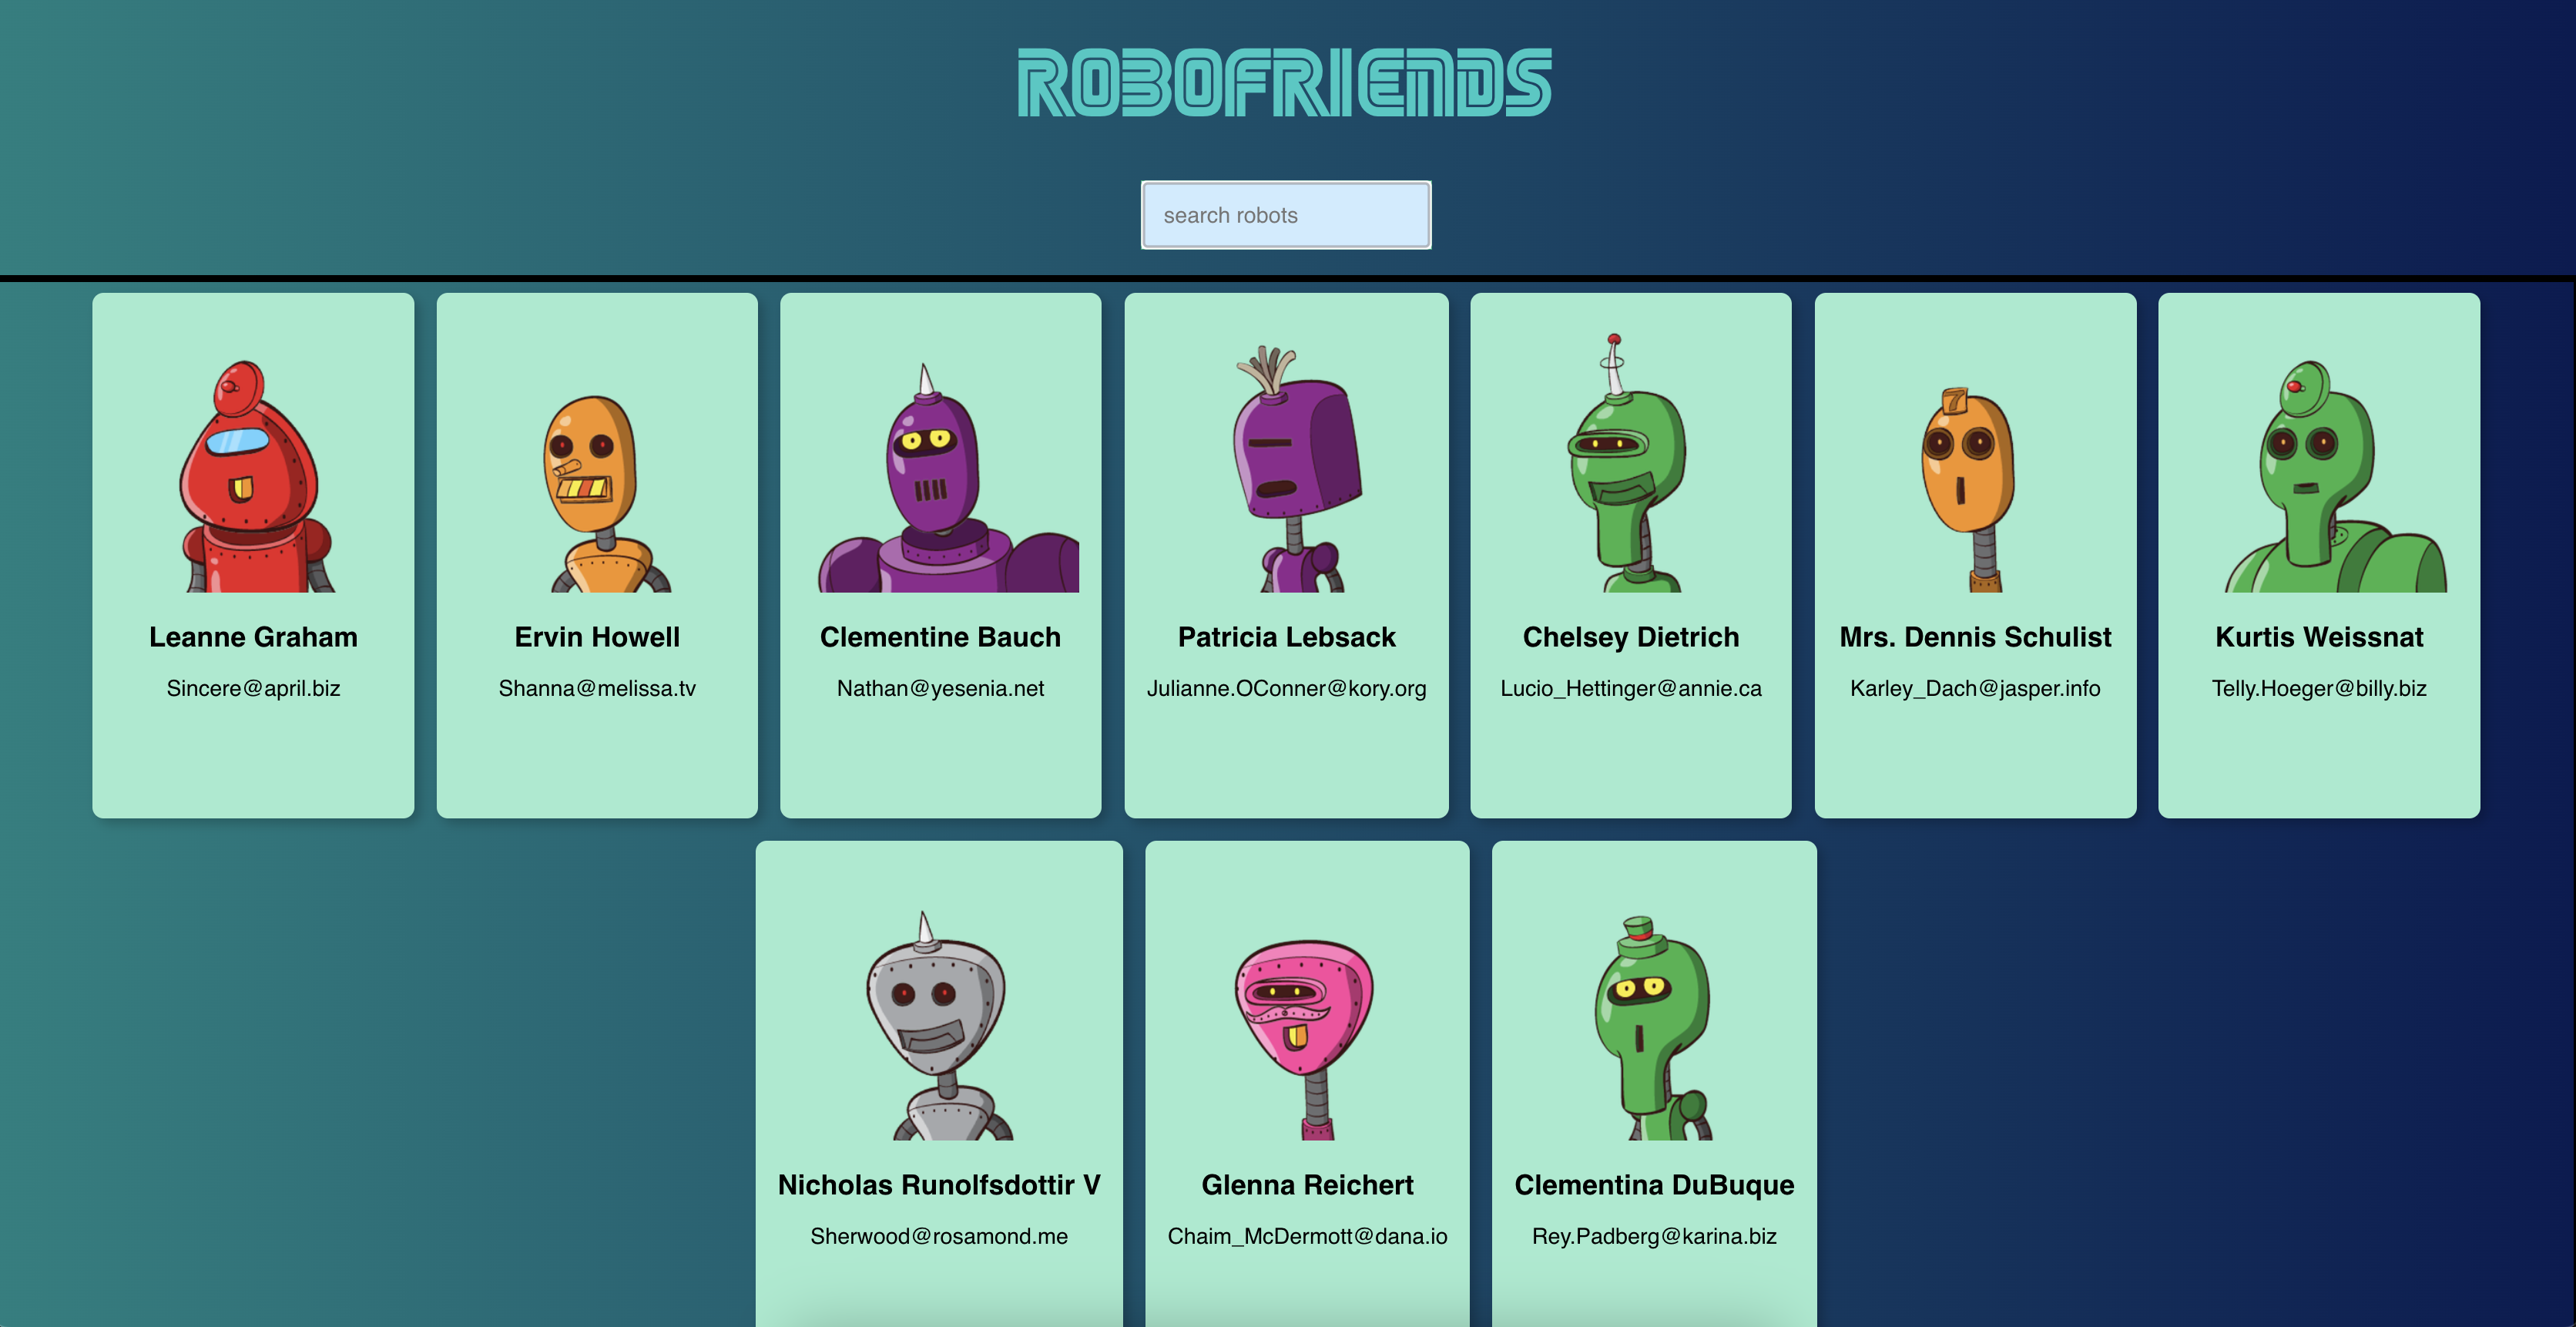 ROBOFRIENDS
search robots
7
Leanne Graham
Sincere@april.biz
Ervin Howell
Shanna@melissa.tv
Clementine Bauch
Nathan@yesenia.net
Patricia Lebsack
Julianne.OConner@kory.org
Chelsey Dietrich
Lucio_Hettinger@annie.ca
Mrs. Dennis Schulist
Karley_Dach@jasper.info
Kurtis Weissnat
Telly.Hoeger@billy.biz
Nicholas Runolfsdottir V
Sherwood@rosamond.me
Glenna Reichert
Chaim_McDermott@dana.io
Clementina DuBuque
Rey.Padberg@karina.biz